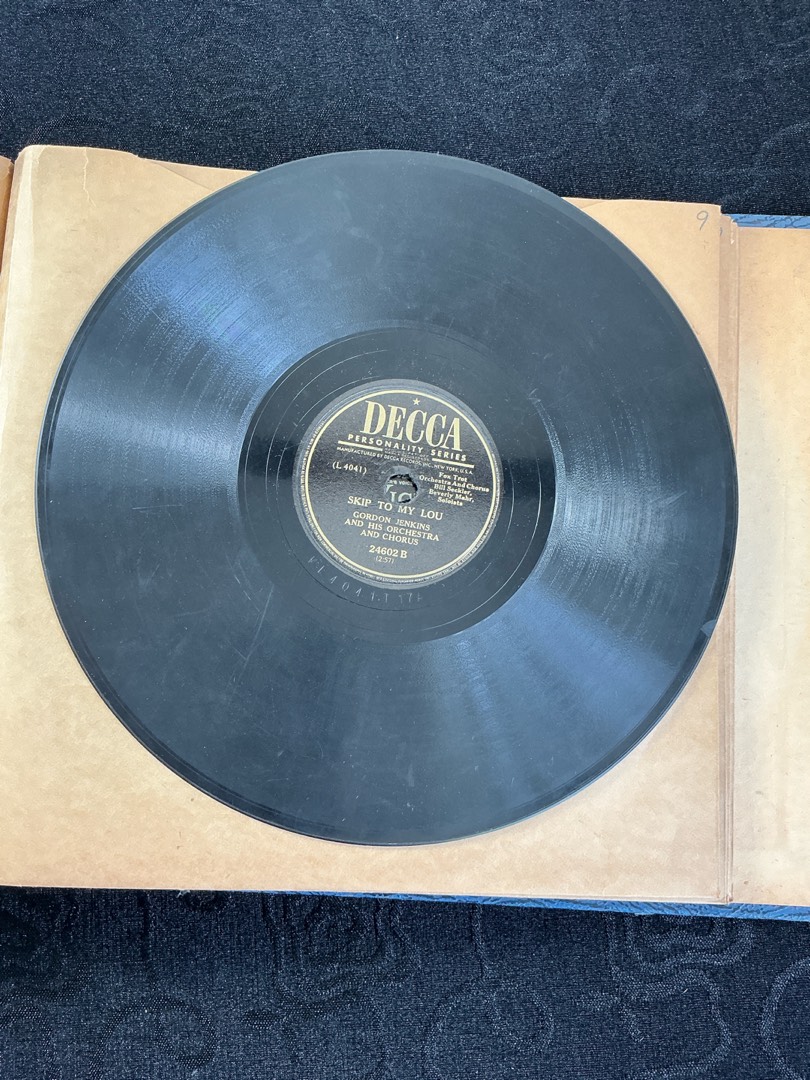 9
DECCA
PERSONALITY SERIES
MANUFACTURED BY DECCA RECORDS, INC., NEW YORK, U.S.A.
(L 4041)
Fox Trot
Orchestra And Chorus
Bill Seckler,
Beverly Mahr,
Soloists
SKIP TO MY LOU
GORDON JENKINS
AND HIS ORCHESTRA
AND CHORUS
24602 B
(2:57)